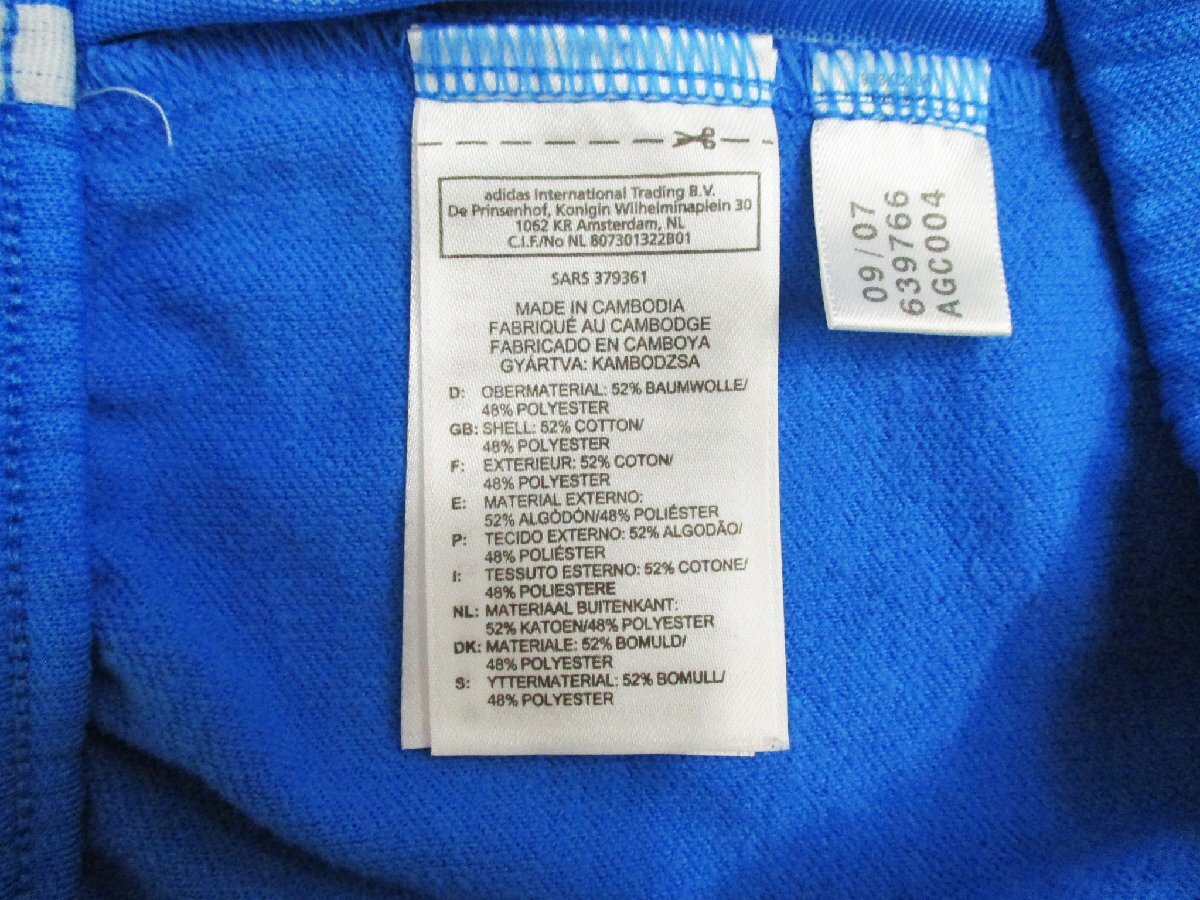 adidas International Trading B.V.
De Prinsenhof, Konigin Wilhelminaplein 30
1062 KR Amsterdam, NL
C.I.F./No NL 807301322B01
SARS 379361
MADE IN CAMBODIA
FABRIQUÉ AU CAMBODGE
FABRICADO EN CAMBOYA
GYÁRTVA: KAMBODZSA
D: OBERMATERIAL: 52% BAUMWOLLE/
48% POLYESTER
GB: SHELL: 52% COTTON/
48% POLYESTER
F: EXTERIEUR: 52% COTON/
48% POLYESTER
E: MATERIAL EXTERNO:
52% ALGÓDÓN/48% POLIÉSTER
P: TECIDO EXTERNO: 52% ALGODÃO/
48% POLIÉSTER
I: TESSUTO ESTERNO: 52% COTONE/
48% POLIESTERE
NL: MATERIAAL BUITENKANT:
52% KATOEN/48% POLYESTER
DK: MATERIALE: 52% BOMULD/
48% POLYESTER
S: YTTERMATERIAL: 52% BOMULL/
48% POLYESTER
09/07
639766
AGC004